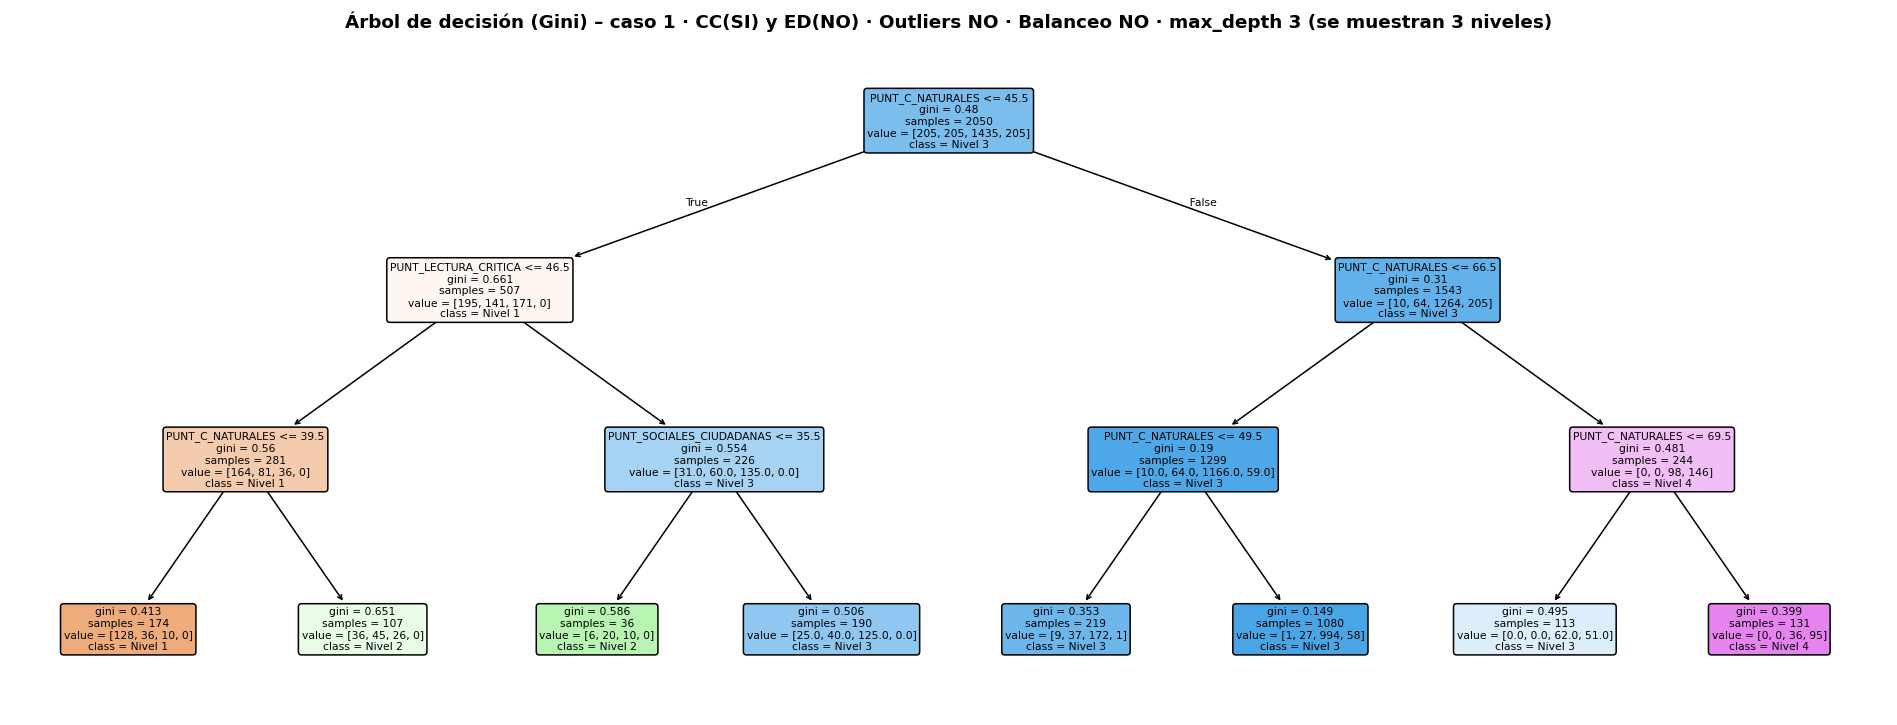 Árbol de decisión (Gini) – caso 1 · CC(SI) y ED(NO) · Outliers NO · Balanceo NO · max_depth 3 (se muestran 3 niveles)
PUNT_C_NATURALES <= 45.5
gini = 0.48
samples = 2050
value = [205, 205, 1435, 205]
class = Nivel 3
True
False
PUNT_LECTURA_CRITICA <= 46.5
gini = 0.661
samples = 507
value = [195, 141, 171, 0]
class = Nivel 1
PUNT_C_NATURALES <= 66.5
gini = 0.31
samples = 1543
value = [10, 64, 1264, 205]
class = Nivel 3
PUNT_C_NATURALES <= 39.5
gini = 0.56
samples = 281
value = [164, 81, 36, 0]
class = Nivel 1
PUNT_SOCIALES_CIUDADANAS <= 35.5
gini = 0.554
samples = 226
value = [31.0, 60.0, 135.0, 0.0]
class = Nivel 3
PUNT_C_NATURALES <= 49.5
gini = 0.19
samples = 1299
value = [10.0, 64.0, 1166.0, 59.0]
class = Nivel 3
PUNT_C_NATURALES <= 69.5
gini = 0.481
samples = 244
value = [0, 0, 98, 146]
class = Nivel 4
gini = 0.413
samples = 174
value = [128, 36, 10, 0]
class = Nivel 1
gini = 0.651
samples = 107
value = [36, 45, 26, 0]
class = Nivel 2
gini = 0.586
samples = 36
value = [6, 20, 10, 0]
class = Nivel 2
gini = 0.506
samples = 190
value = [25.0, 40.0, 125.0, 0.0]
class = Nivel 3
gini = 0.353
samples = 219
value = [9, 37, 172, 1]
class = Nivel 3
gini = 0.149
samples = 1080
value = [1, 27, 994, 58]
class = Nivel 3
gini = 0.495
samples = 113
value = [0.0, 0.0, 62.0, 51.0]
class = Nivel 3
gini = 0.399
samples = 131
value = [0, 0, 36, 95]
class = Nivel 4